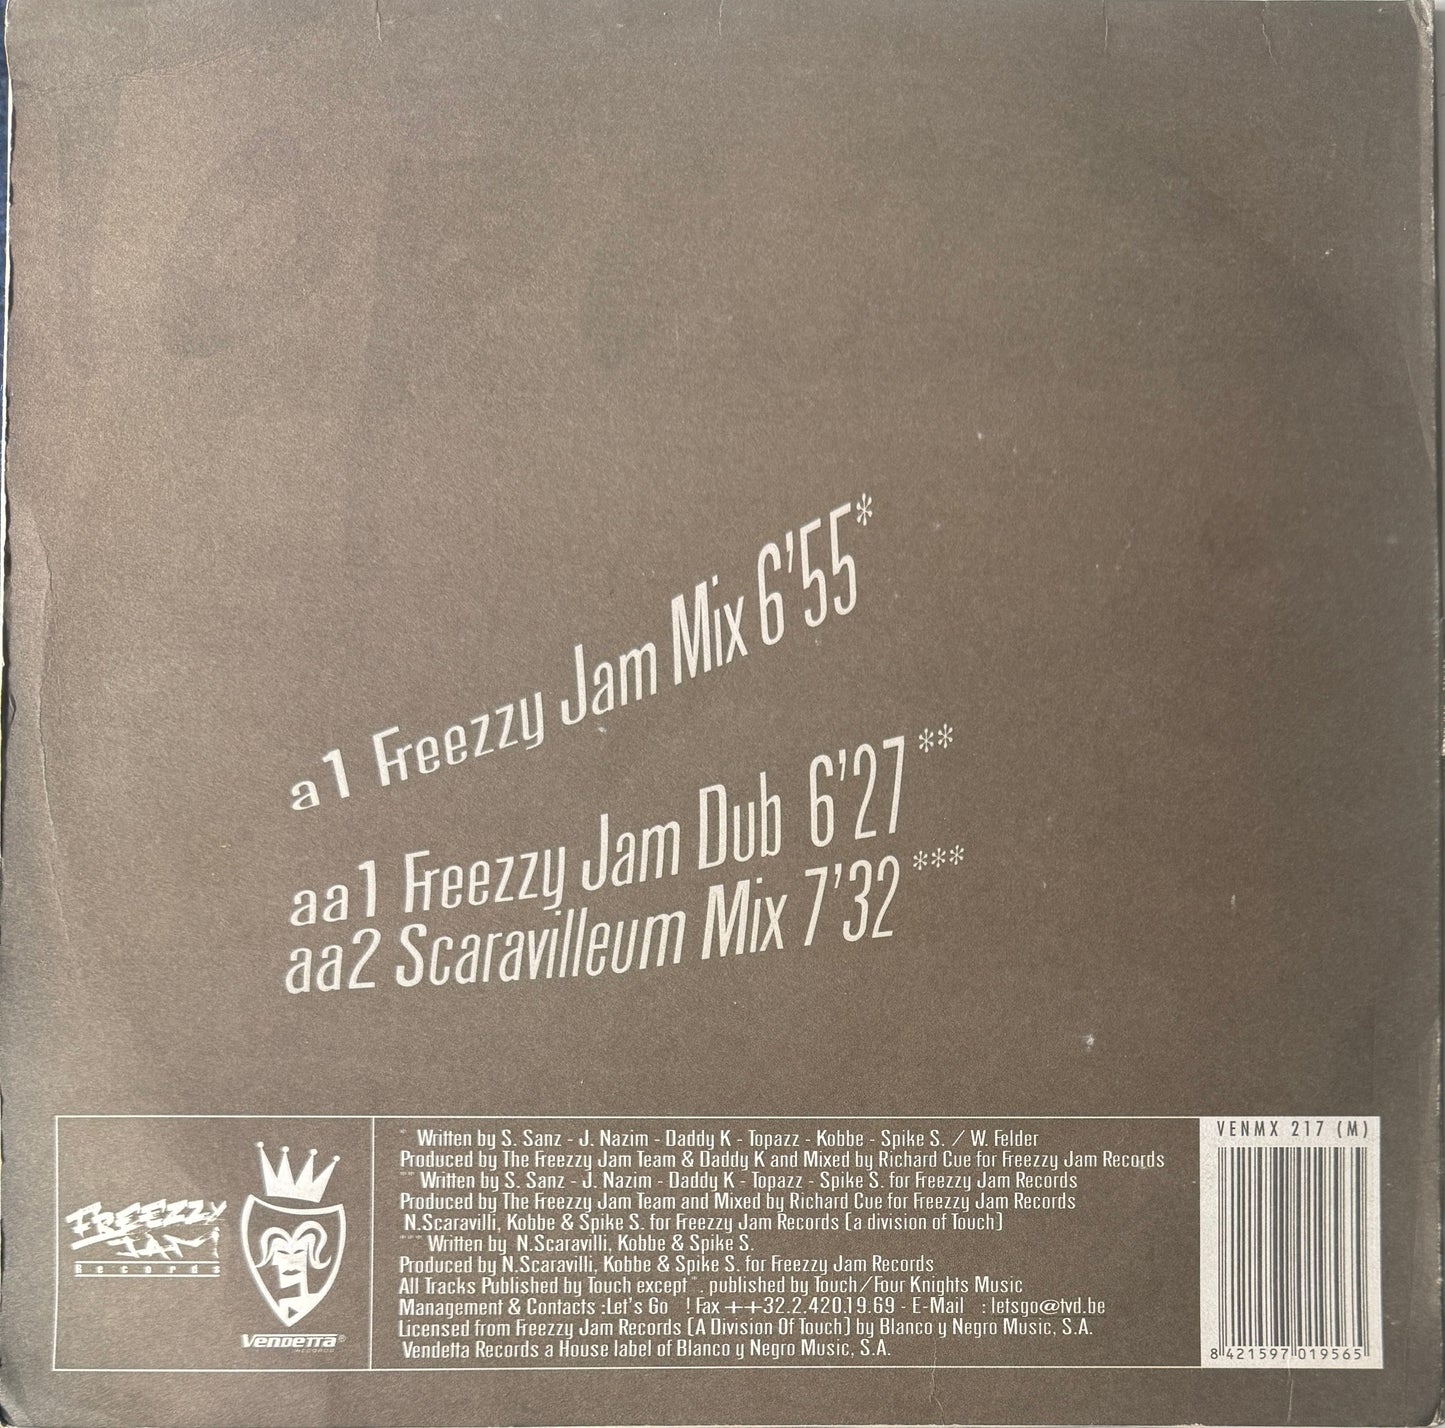 a1 Freezzy Jam Mix 6'55*
aa1 Freezzy Jam Dub 6'27**
aa2 Scaravilleum Mix 7'32***
FREEZZY
JAM
Records
VENDETTA®
RECORDS
* Written by S. Sanz - J. Nazim - Daddy K - Topazz - Kobbe - Spike S. / W. Felder
Produced by The Freezzy Jam Team & Daddy K and Mixed by Richard Cue for Freezzy Jam Records
** Written by S. Sanz - J. Nazim - Daddy K - Topazz - Spike S. for Freezzy Jam Records
Produced by The Freezzy Jam Team and Mixed by Richard Cue for Freezzy Jam Records
N.Scaravilli, Kobbe & Spike S. for Freezzy Jam Records (a division of Touch)
*** Written by N.Scaravilli, Kobbe & Spike S.
Produced by N.Scaravilli, Kobbe & Spike S. for Freezzy Jam Records
All Tracks Published by Touch except *. published by Touch/Four Knights Music
Management & Contacts :Let's Go ! Fax ++32.2.420.19.69 - E-Mail : letsgo@tvd.be
Licensed from Freezzy Jam Records (A Division Of Touch) by Blanco y Negro Music, S.A.
Vendetta Records a House label of Blanco y Negro Music, S.A.
VENMX 217 (M)
8 421597 019565